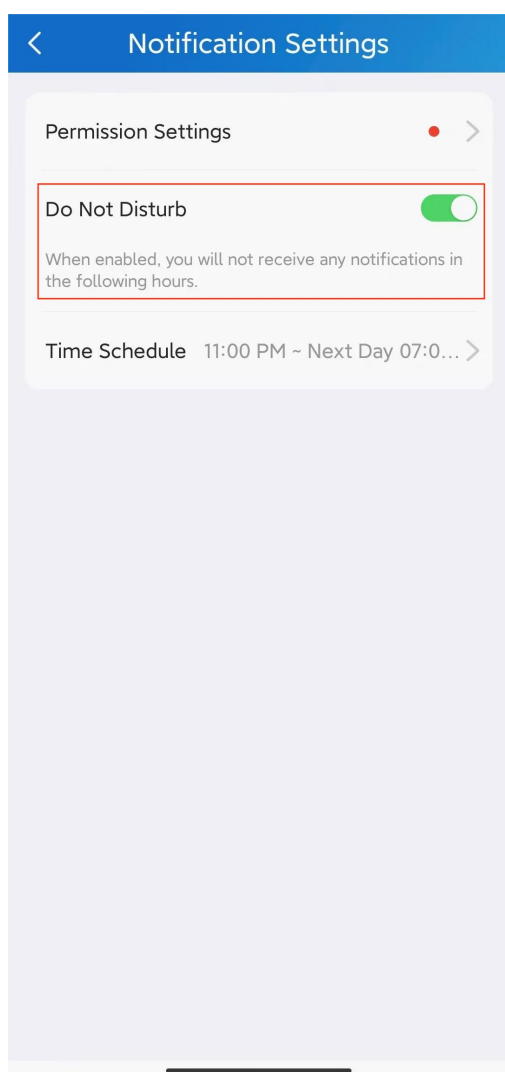 Notification Settings
Permission Settings
Do Not Disturb
When enabled, you will not receive any notifications in
the following hours.
Time Schedule 11:00 PM ~ Next Day 07:0...